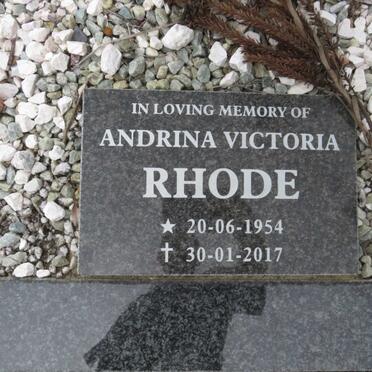 IN LOVING MEMORY OF
ANDRINA VICTORIA
RHODE
★ 20-06-1954
✝ 30-01-2017